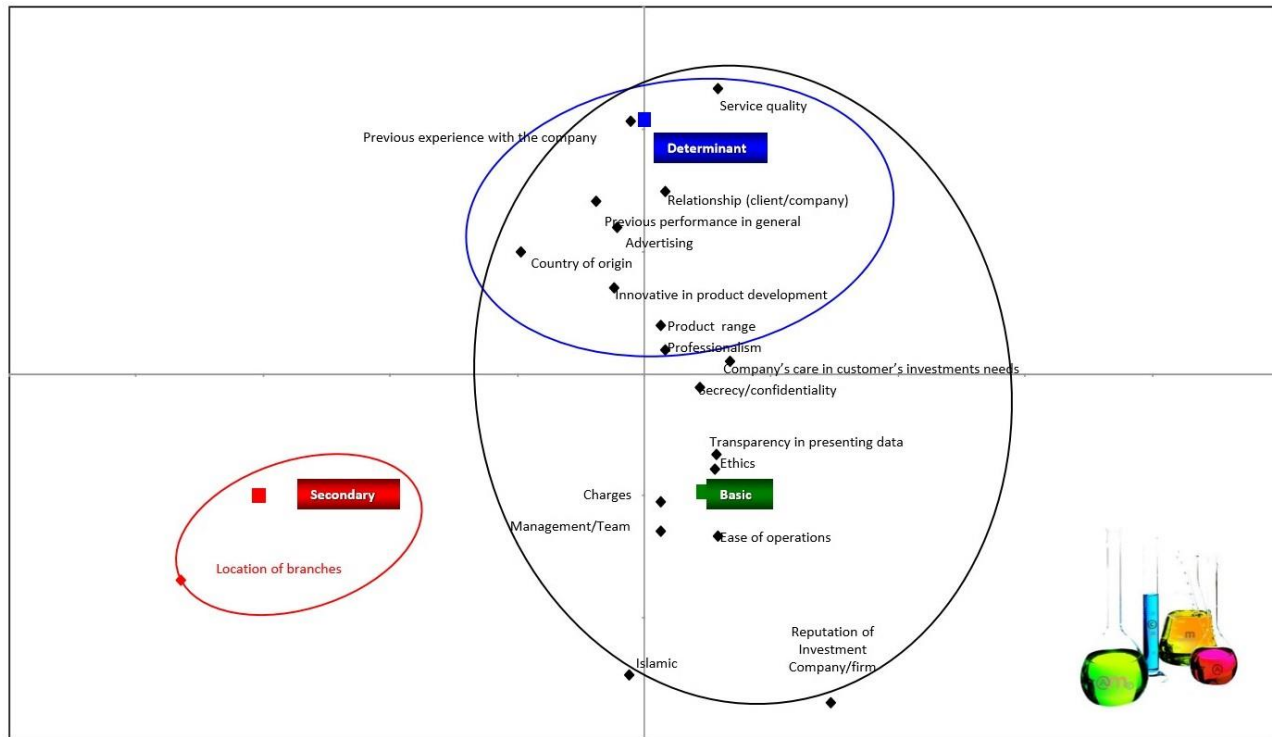 Service quality
Previous experience with the company
Determinant
Relationship (client/company)
Previous performance in general
Advertising
Country of origin
Innovative in product development
Product range
Professionalism
Company's care in customer's investments needs
Secrecy/confidentiality
Transparency in presenting data
Ethics
Secondary
Charges
Basic
Management/Team
Ease of operations
Location of branches
Reputation of
Investment
Company/firm
Islamic
m